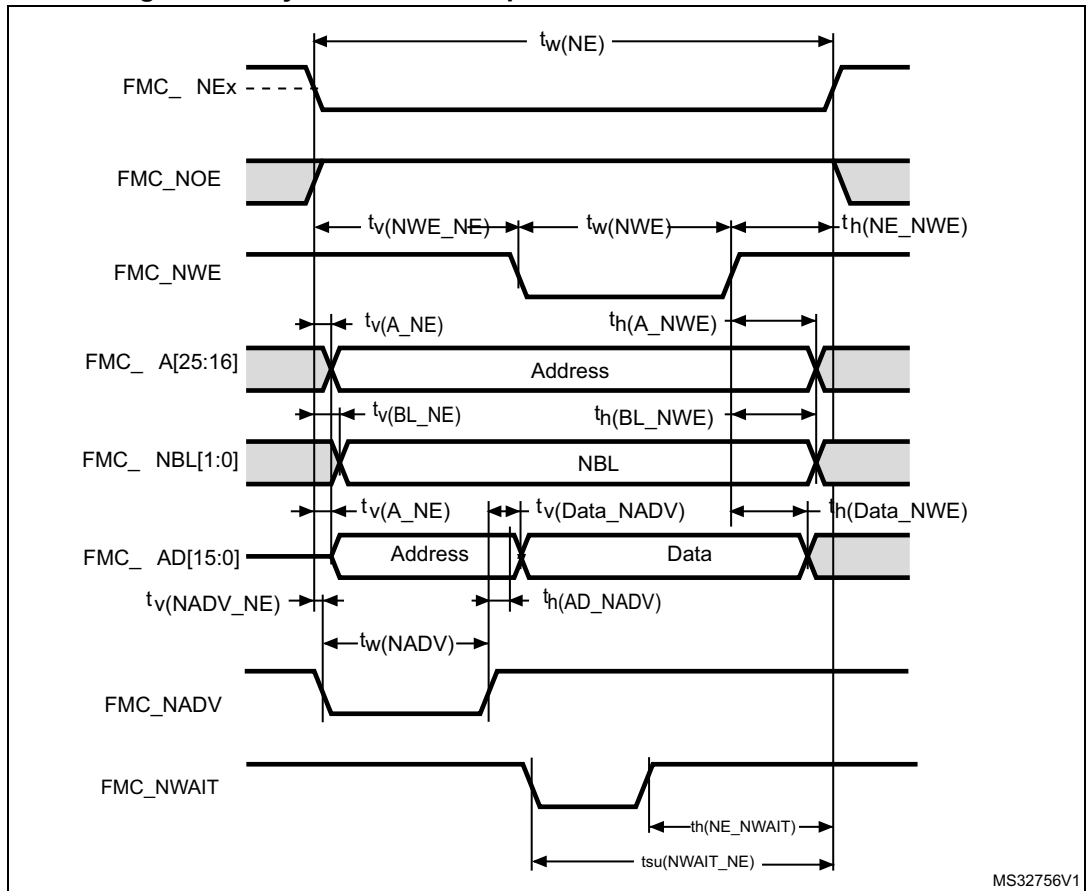 tw(NE)
FMC_ NEx
FMC_NOE
tv(NWE_NE) tw(NWE) th(NE_NWE)
FMC_NWE
tv(A_NE) th(A_NWE)
FMC_ A[25:16] Address
tv(BL_NE) th(BL_NWE)
FMC_ NBL[1:0] NBL
tv(A_NE) tv(Data_NADV) th(Data_NWE)
FMC_ AD[15:0] Address Data
tv(NADV_NE) th(AD_NADV)
tw(NADV)
FMC_NADV
FMC_NWAIT
th(NE_NWAIT)
tsu(NWAIT_NE)
MS32756V1